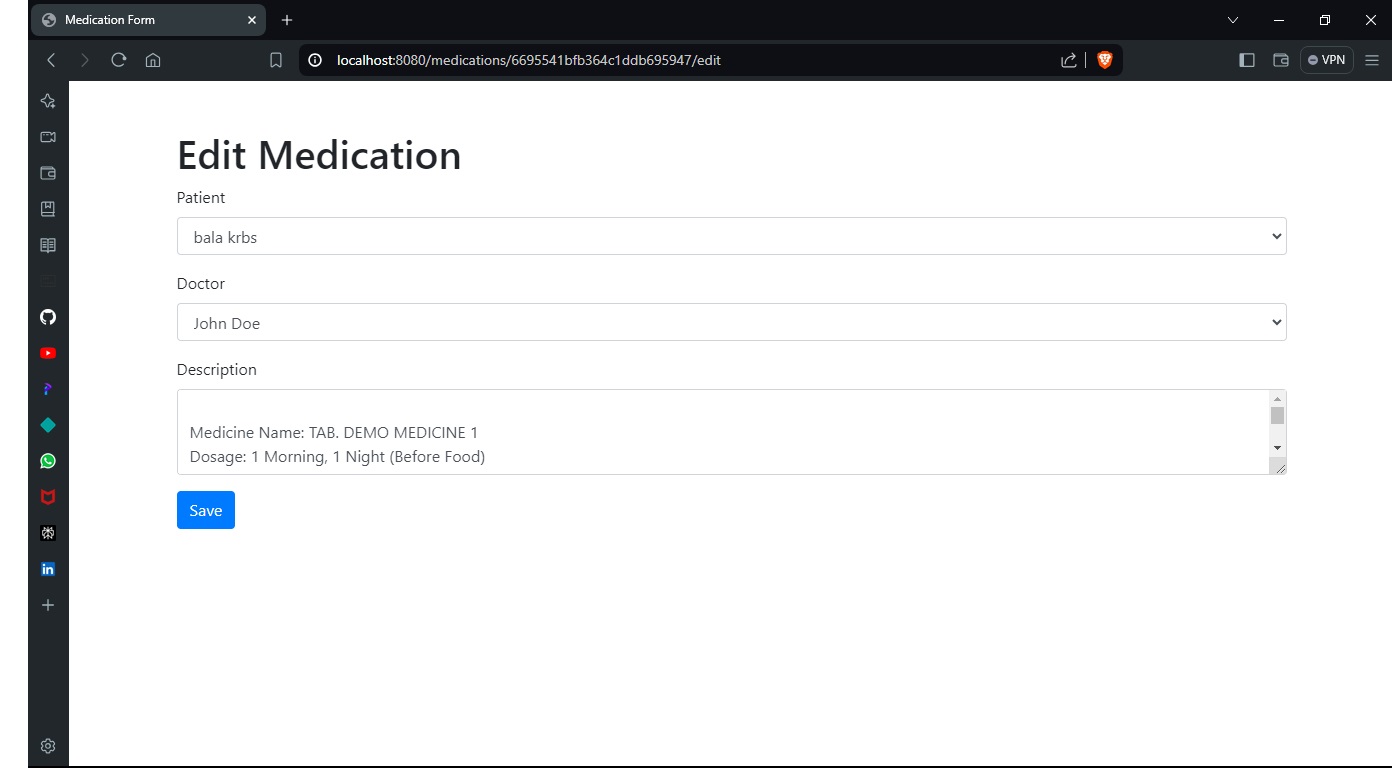 Medication Form
localhost:8080/medications/6695541bfb364c1ddb695947/edit
VPN
Edit Medication
Patient
bala krbs
Doctor
John Doe
Description
Medicine Name: TAB. DEMO MEDICINE 1
Dosage: 1 Morning, 1 Night (Before Food)
Save
in